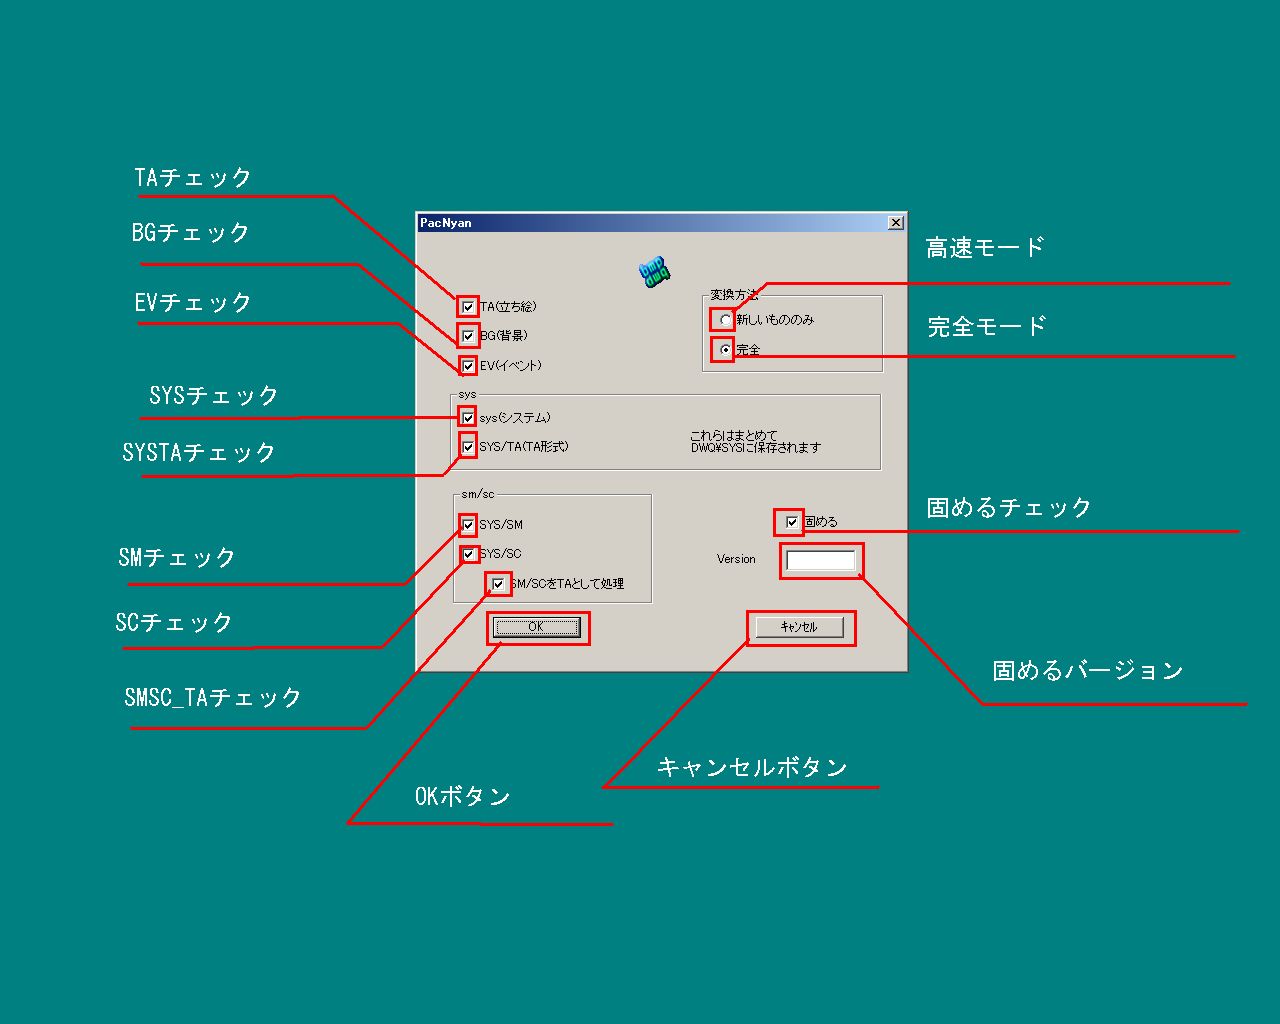 TAチェック
BGチェック
EVチェック
SYSチェック
SYSTAチェック
SMチェック
SCチェック
SMSC_TAチェック
OKボタン
PacNyan
bmp
dwq
TA(立ち絵)
BG(背景)
EV(イベント)
変換方法
新しいもののみ
完全
sys
sys(システム)
SYS/TA(TA形式)
これらはまとめて
DWQ¥SYSに保存されます
sm/sc
SYS/SM
SYS/SC
SM/SCをTAとして処理
固める
Version
OK
キャンセル
高速モード
完全モード
固めるチェック
固めるバージョン
キャンセルボタン